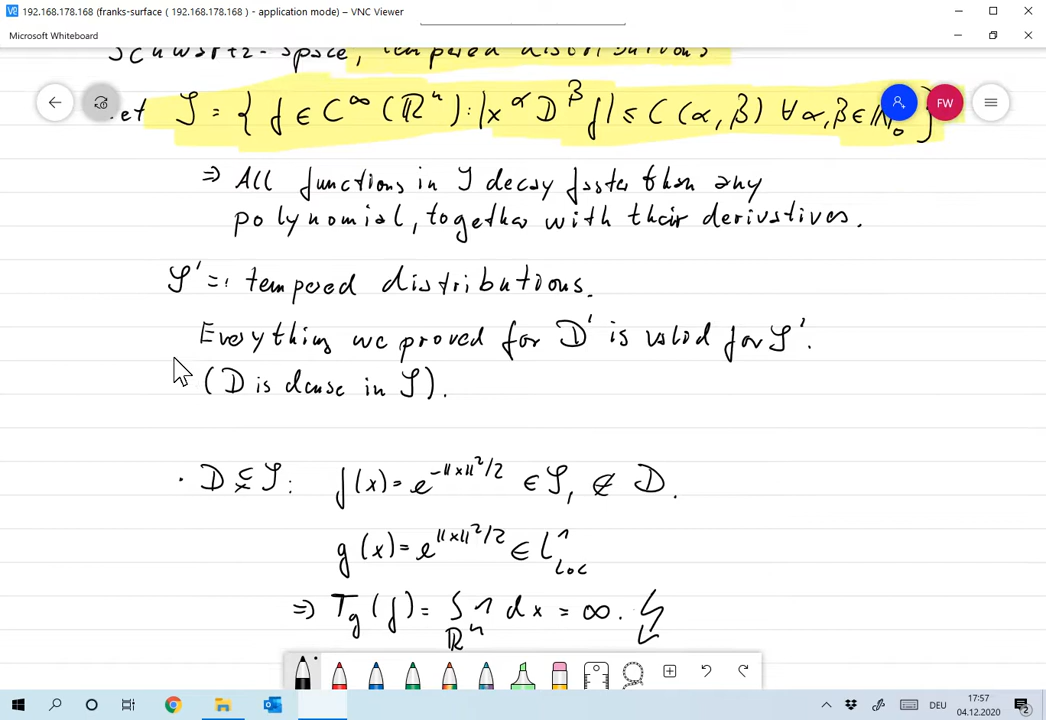 192.168.178.168 (franks-surface ( 192.168.178.168 ) - application mode) – VNC Viewer
Microsoft Whiteboard
Schwartz-space, tempered distributions
Let 𝒮 = { f ∈ C^∞ (ℝ^n) : |x^α D^β f| ≤ C (α, β) ∀ α, β ∈ ℕ_0 }
FW
⇒ All functions in 𝒮 decay faster than any
polynomial, together with their derivatives.
𝒮' =: tempered distributions.
Everything we proved for D' is valid for 𝒮'.
(D is dense in 𝒮).
· D ⊊ 𝒮: f(x) = e^{-||x||^2/2} ∈ 𝒮, ∉ D.
g(x) = e^{||x||^2/2} ∈ L^1_{loc}
⇒ T_g(f) = ∫_{ℝ^n} 1 dx = ∞. ↯
DEU
17:57
04.12.2020
2